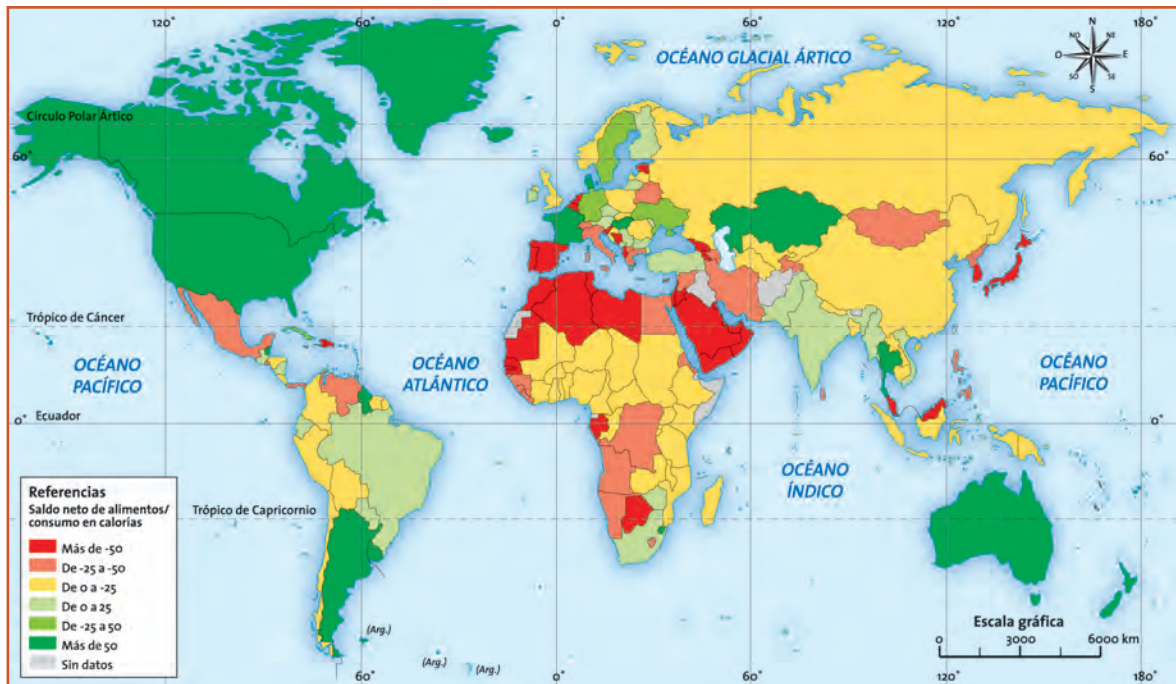 120°
60°
0°
60°
120°
180°
OCÉANO GLACIAL ÁRTICO
N
NO
NE
O
E
SO
SE
S
Círculo Polar Ártico
60°
60°
Trópico de Cáncer
OCÉANO
PACÍFICO
OCÉANO
ATLÁNTICO
OCÉANO
PACÍFICO
Ecuador
0°
0°
OCÉANO
ÍNDICO
Trópico de Capricornio
Referencias
Saldo neto de alimentos/
consumo en calorías
Más de -50
De -25 a -50
De 0 a -25
De 0 a 25
De -25 a 50
Más de 50
Sin datos
(Arg.)
(Arg.)
(Arg.)
Escala gráfica
0 3000 6000 km
120°
60°
0°
60°
120°
180°